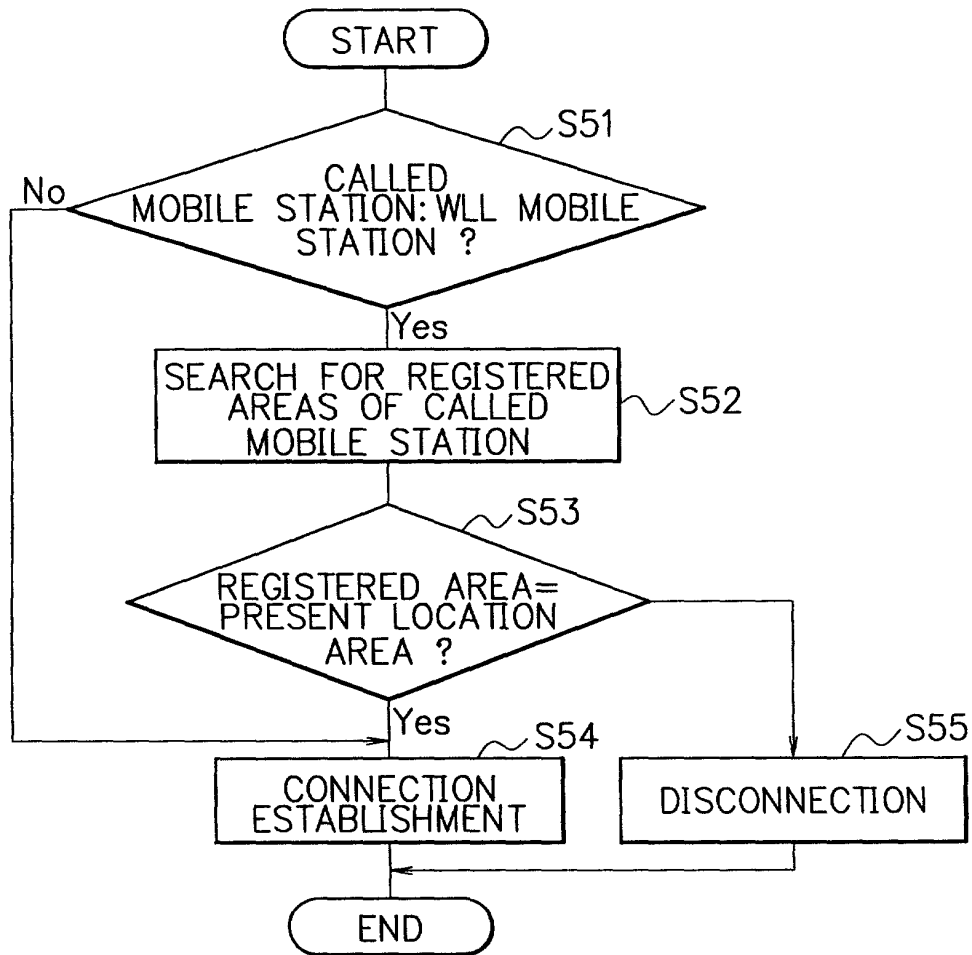 START
S51
No
CALLED
MOBILE STATION:WLL MOBILE
STATION ?
Yes
SEARCH FOR REGISTERED
AREAS OF CALLED
MOBILE STATION
S52
S53
REGISTERED AREA=
PRESENT LOCATION
AREA ?
Yes
S54
S55
CONNECTION
ESTABLISHMENT
DISCONNECTION
END